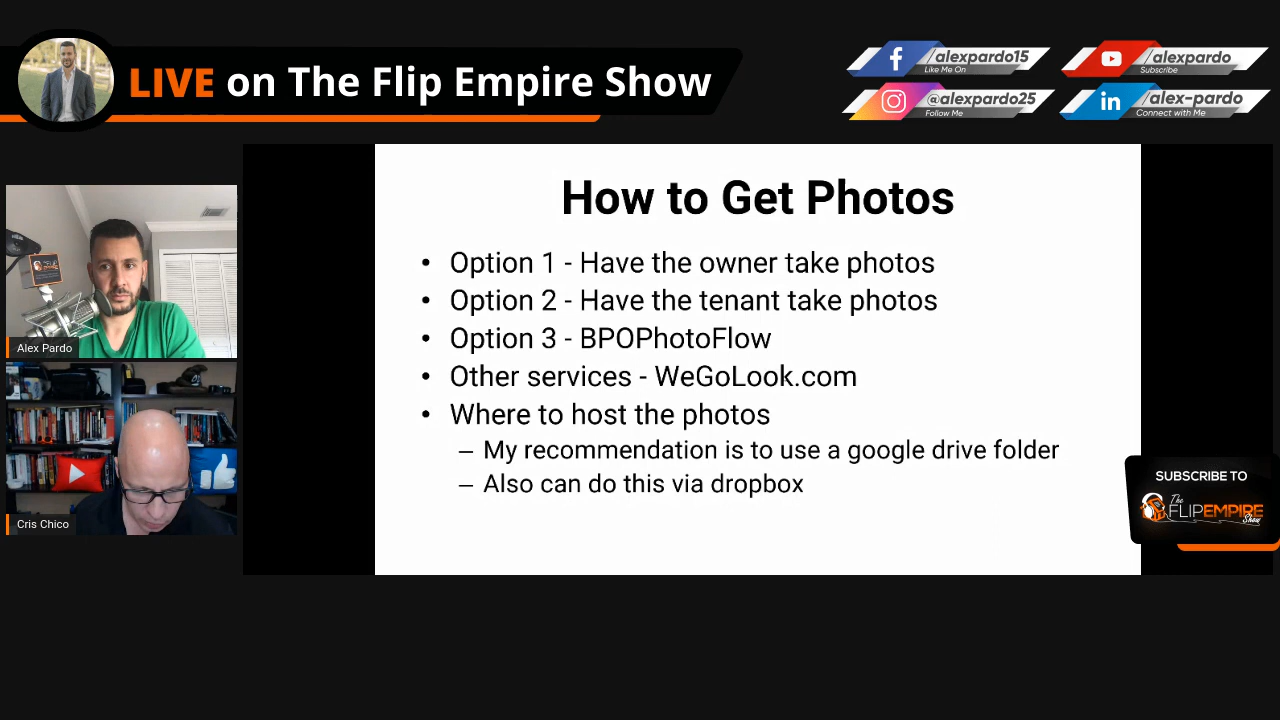 LIVE on The Flip Empire Show
/alexpardo15
Like Me On
/alexpardo
Subscribe
@alexpardo25
Follow Me
/alex-pardo
Connect with Me
How to Get Photos
• Option 1 - Have the owner take photos
• Option 2 - Have the tenant take photos
• Option 3 - BPOPhotoFlow
• Other services - WeGoLook.com
• Where to host the photos
– My recommendation is to use a google drive folder
– Also can do this via dropbox
Alex Pardo
Cris Chico
SUBSCRIBE TO
The
FLIPEMPIRE
Show